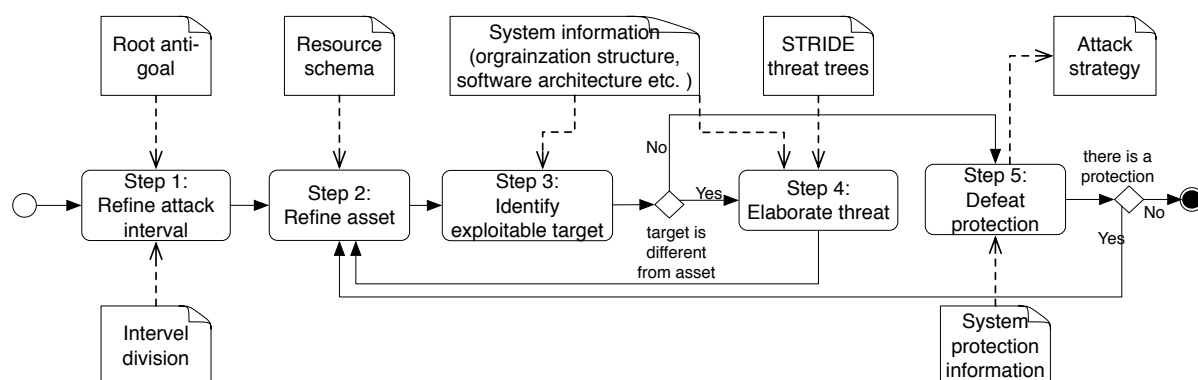 Root anti-
goal
Resource
schema
System information
(orgrainzation structure,
software architecture etc. )
STRIDE
threat trees
Attack
strategy
Step 1:
Refine attack
interval
Step 2:
Refine asset
Step 3:
Identify
exploitable target
No
Yes
target is
different
from asset
Step 4:
Elaborate threat
Step 5:
Defeat
protection
there is a
protection
No
Yes
Intervel
division
System
protection
information